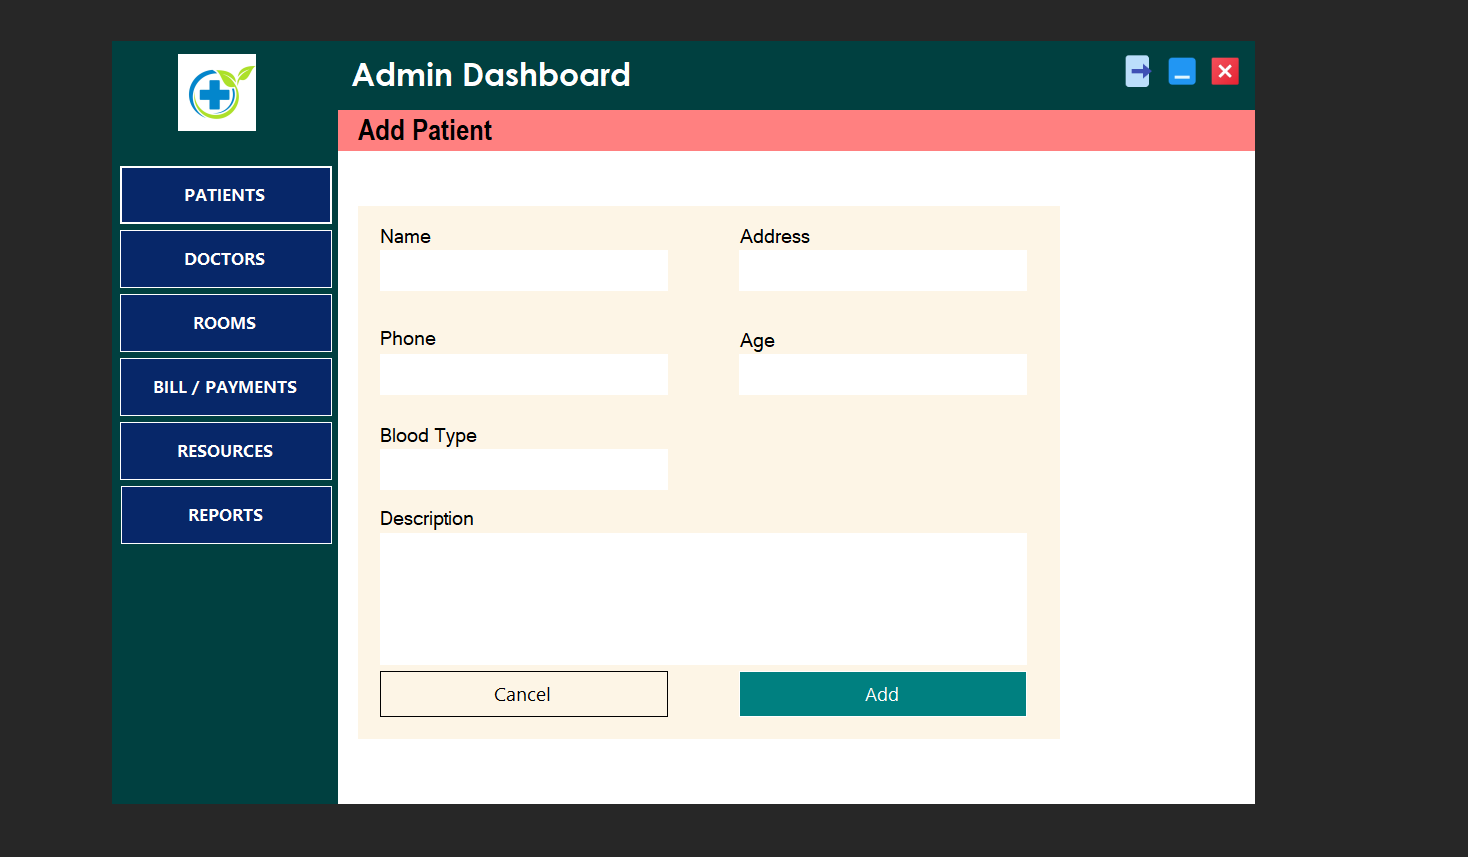 Admin Dashboard
Add Patient
PATIENTS
DOCTORS
ROOMS
BILL / PAYMENTS
RESOURCES
REPORTS
Name
Address
Phone
Age
Blood Type
Description
Cancel
Add